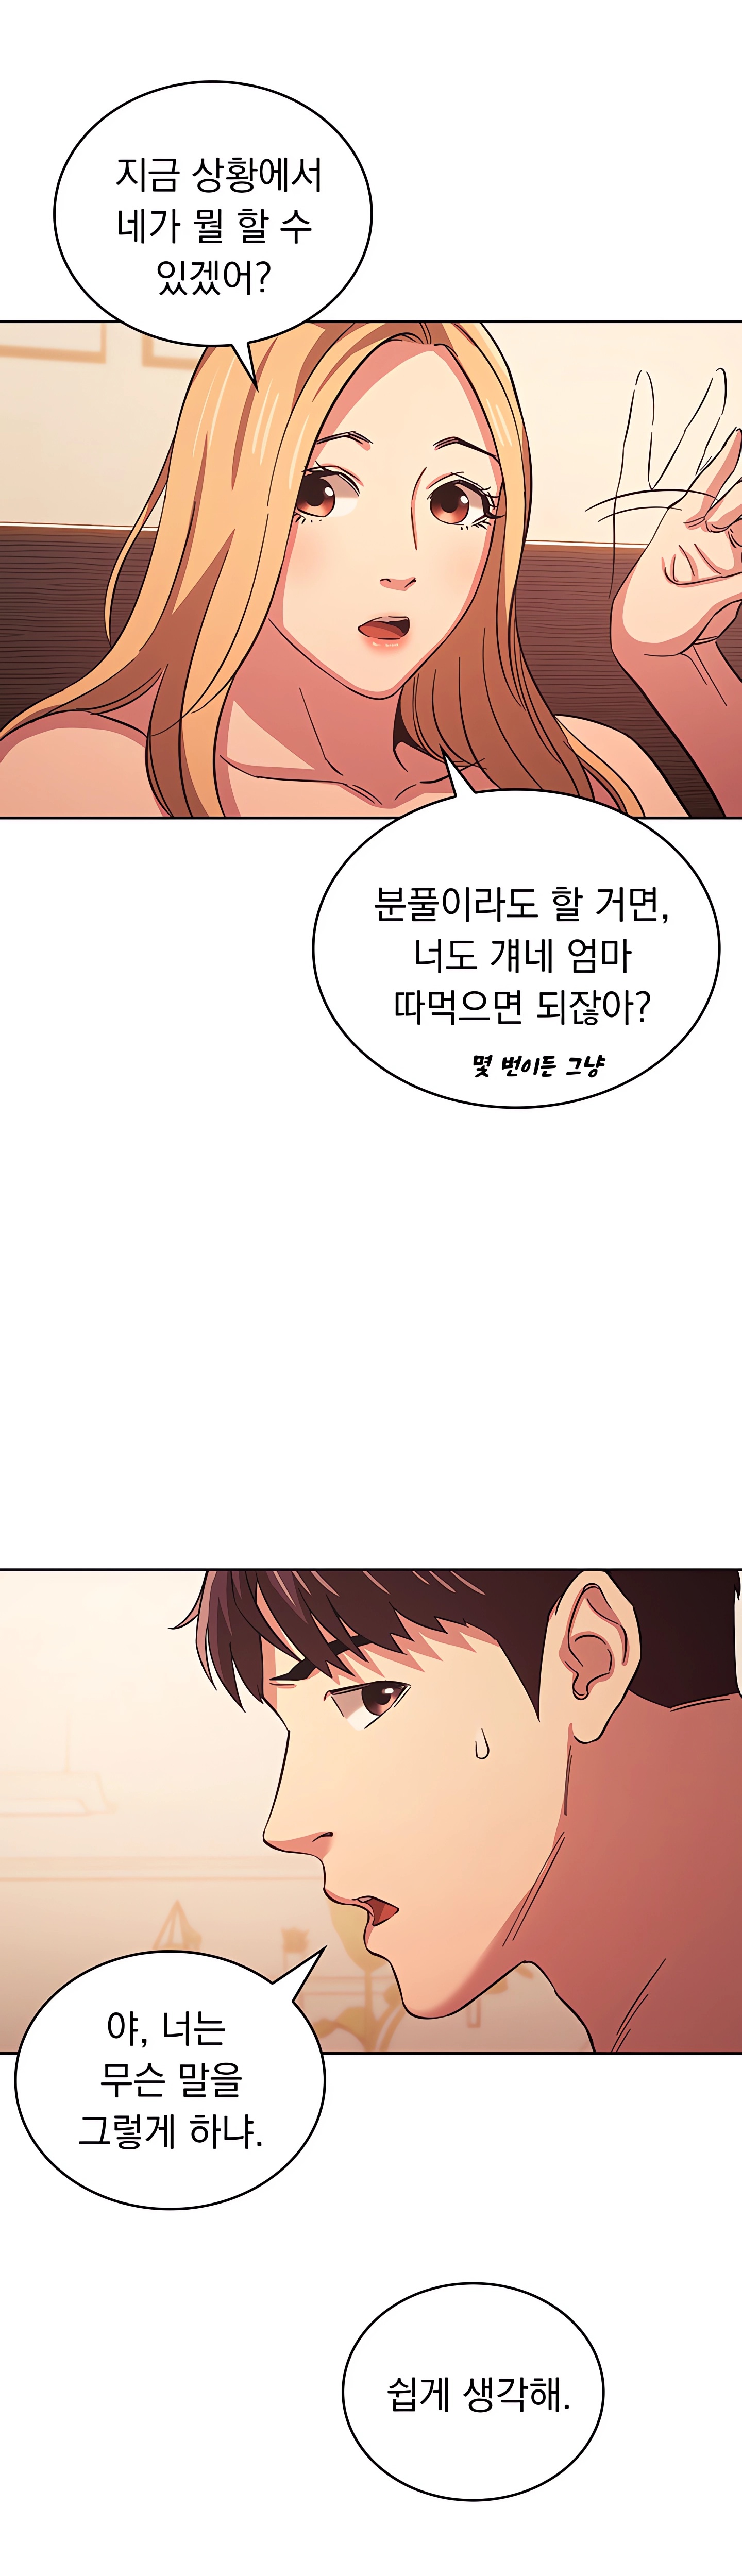 지금 상황에서
네가 뭘 할 수
있겠어?
분풀이라도 할 거면,
너도 걔네 엄마
따먹으면 되잖아?
몇 번이든 그냥
야, 너는
무슨 말을
그렇게 하냐.
쉽게 생각해.